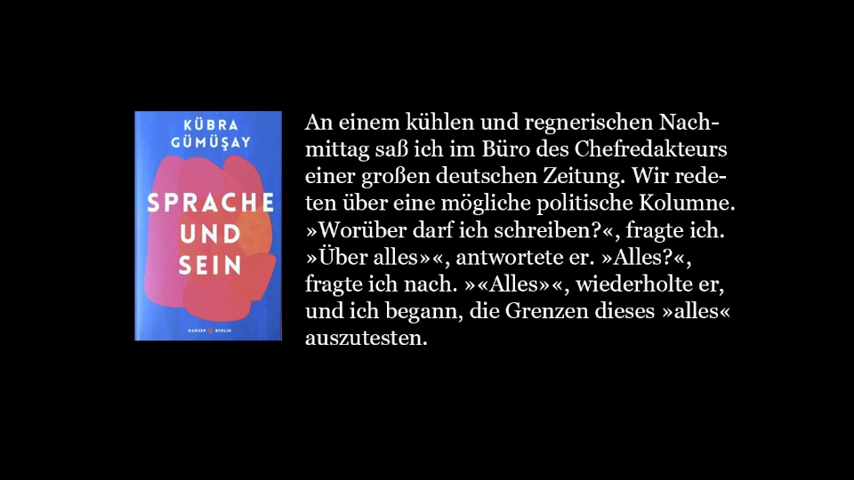 KÜBRA
GÜMÜŞAY
SPRACHE
UND
SEIN
HANSER BERLIN
An einem kühlen und regnerischen Nach-
mittag saß ich im Büro des Chefredakteurs
einer großen deutschen Zeitung. Wir rede-
ten über eine mögliche politische Kolumne.
»Worüber darf ich schreiben?«, fragte ich.
»Über alles»«, antwortete er. »Alles?«,
fragte ich nach. »«Alles»«, wiederholte er,
und ich begann, die Grenzen dieses »alles«
auszutesten.